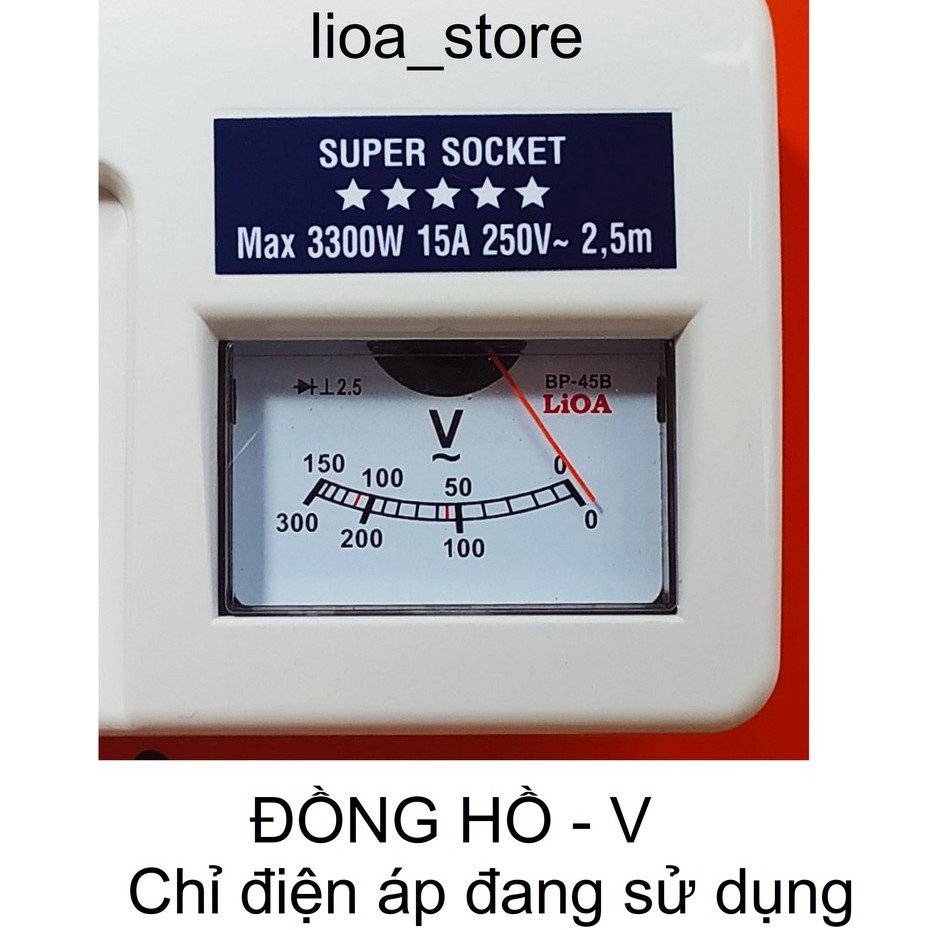 lioa_store
SUPER SOCKET
★★★★★
Max 3300W 15A 250V~ 2,5m
2.5
BP-45B
LiOA
V
~
150 100 50 0
300 200 100 0
ĐỒNG HỒ - V
Chỉ điện áp đang sử dụng